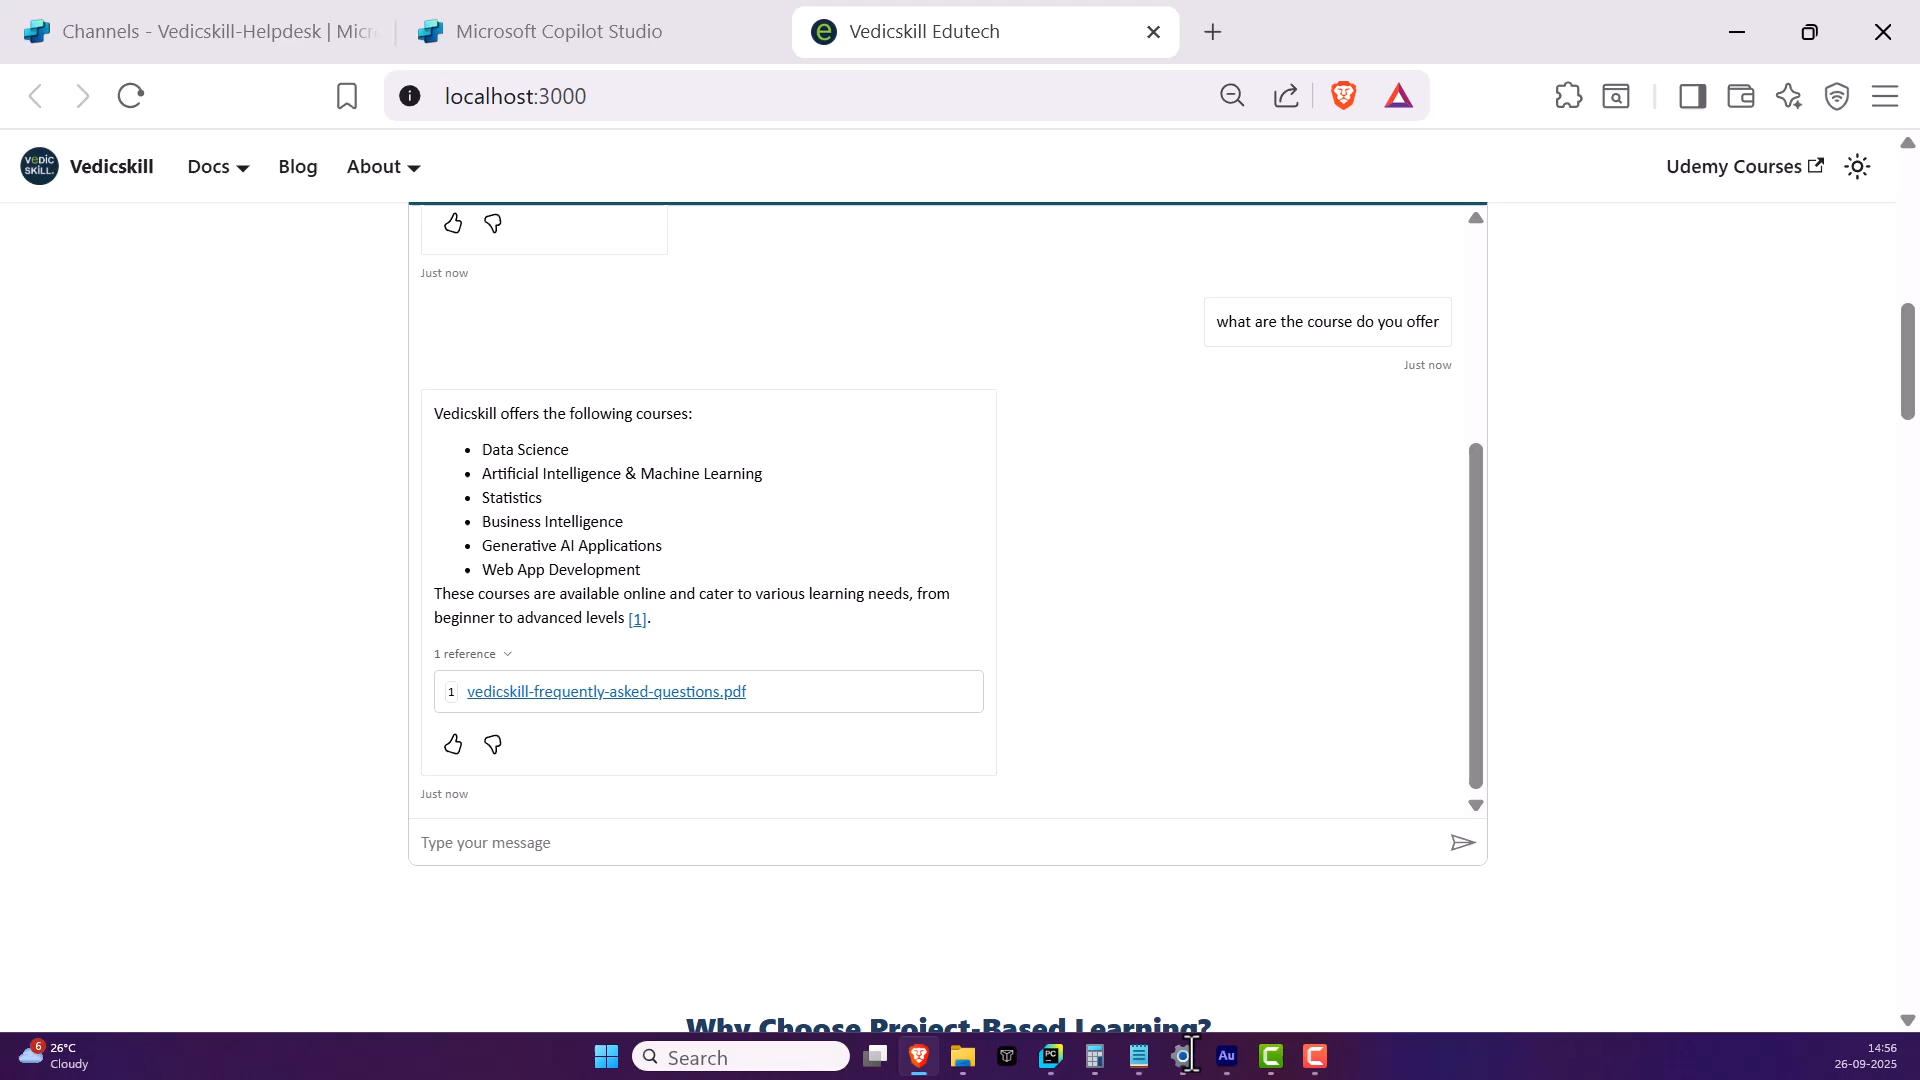 Channels - Vedicskill-Helpdesk | Micr
Microsoft Copilot Studio
Vedicskill Edutech
localhost:3000
VeDIC SKILL.
Vedicskill
Docs
Blog
About
Udemy Courses
Just now
what are the course do you offer
Just now
Vedicskill offers the following courses:
• Data Science
• Artificial Intelligence & Machine Learning
• Statistics
• Business Intelligence
• Generative AI Applications
• Web App Development
These courses are available online and cater to various learning needs, from
beginner to advanced levels [1].
1 reference
1 vedicskill-frequently-asked-questions.pdf
Just now
Type your message
Why Choose Project-Based Learning?
6
26°C
Cloudy
Search
PC
Au
14:56
26-09-2025